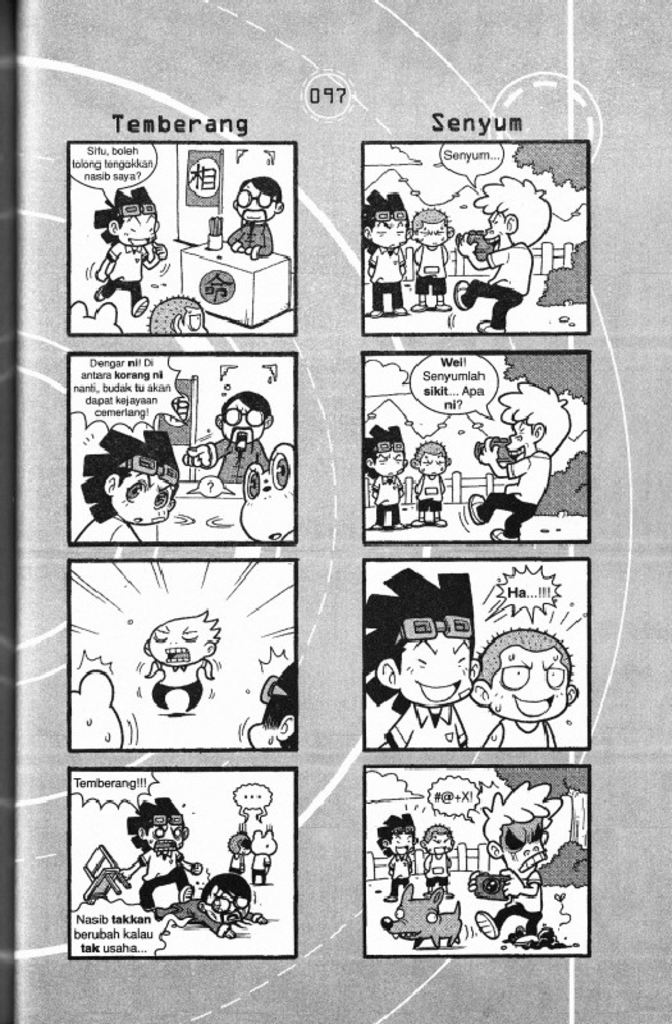 097
Temberang
Sifu, boleh
tolong tengokkan
nasib saya?
相
命
Dengar ni! Di
antara korang ni
nanti, budak tu akan
dapat kejayaan
cemerlang!
?
Temberang!!!
...
Nasib takkan
berubah kalau
tak usaha...
Senyum
Senyum...
Wei!
Senyumlah
sikit... Apa
ni?
Ha...!!!!
#@+X!